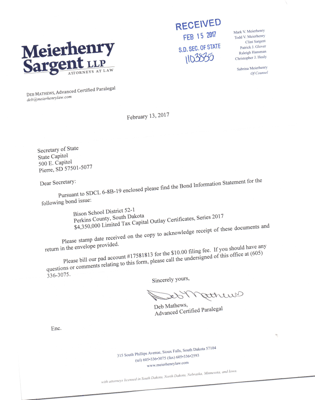 Meierhenry
Sargent LLP
ATTORNEYS AT LAW
DEB MATHEWS, Advanced Certified Paralegal
deb@meierhenrylaw.com
RECEIVED
FEB 15 2017
S.D. SEC. OF STATE
Mark V. Meierhenry
Todd V. Meierhenry
Clint Sargent
Patrick J. Glover
Raleigh Hansman
Christopher J. Healy
Sabrina Meierhenry
Of Counsel
February 13, 2017
Secretary of State
State Capitol
500 E. Capitol
Pierre, SD 57501-5077
Dear Secretary:
Pursuant to SDCL 6-8B-19 enclosed please find the Bond Information Statement for the
following bond issue:
Bison School District 52-1
Perkins County, South Dakota
$4,350,000 Limited Tax Capital Outlay Certificates, Series 2017
Please stamp date received on the copy to acknowledge receipt of these documents and
return in the envelope provided.
Please bill our pad account #17581813 for the $10.00 filing fee. If you should have any
questions or comments relating to this form, please call the undersigned of this office at (605)
336-3075.
Sincerely yours,
Deb Mathews
Deb Mathews,
Advanced Certified Paralegal
Enc.
315 South Phillips Avenue, Sioux Falls, South Dakota 57104
www.meierhenrylaw.com
with attorneys licensed in South Dakota, North Dakota, Nebraska, Minnesota, and Iowa